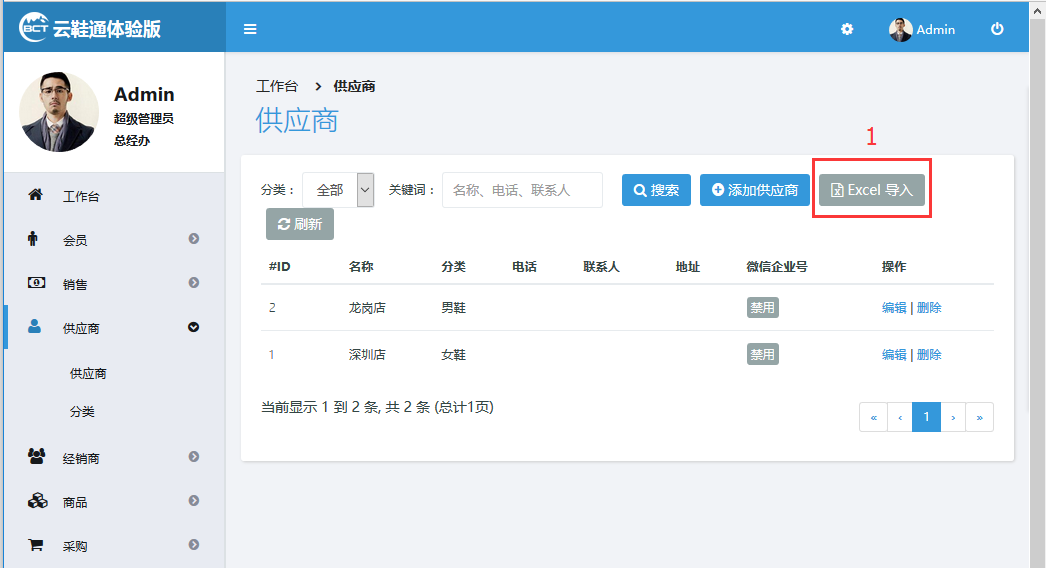 BCT 云鞋通体验版
Admin
Admin
超级管理员
总经办
工作台
会员
销售
供应商
供应商
分类
经销商
商品
采购
工作台 > 供应商
供应商
1
分类： 全部 关键词： 名称、电话、联系人 搜索 添加供应商 Excel 导入
刷新
#ID 名称 分类 电话 联系人 地址 微信企业号 操作
2 龙岗店 男鞋 禁用 编辑 | 删除
1 深圳店 女鞋 禁用 编辑 | 删除
当前显示 1 到 2 条, 共 2 条 (总计1页)
« ‹ 1 › »